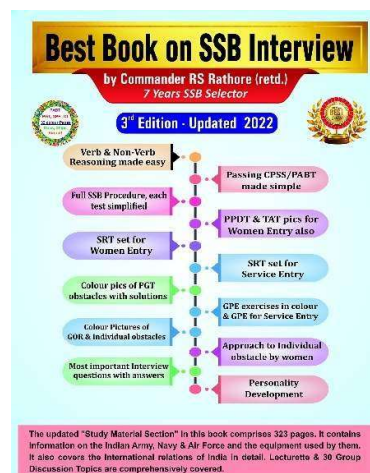 Best Book on SSB Interview
by Commander RS Rathore (retd.)
7 Years SSB Selector
3rd Edition - Updated 2022
Verb & Non-Verb
Reasoning made easy
Passing CPSS/PABT
made simple
Full SSB Procedure, each
test simplified
PPDT & TAT pics for
Women Entry also
SRT set for
Women Entry
SRT set for
Service Entry
Colour pics of PGT
obstacles with solutions
GPE exercises in colour
& GPE for Service Entry
Colour Pictures of
GOR & Individual obstacles
Approach to Individual
obstacle by women
Most important Interview
questions with answers
Personality
Development
The updated "Study Material Section" in this book comprises 323 pages. It contains
Information on the Indian Army, Navy & Air Force and the equipment used by them.
It also covers the International relations of India in detail. Lecturette & 30 Group
Discussion Topics are comprehensively covered.